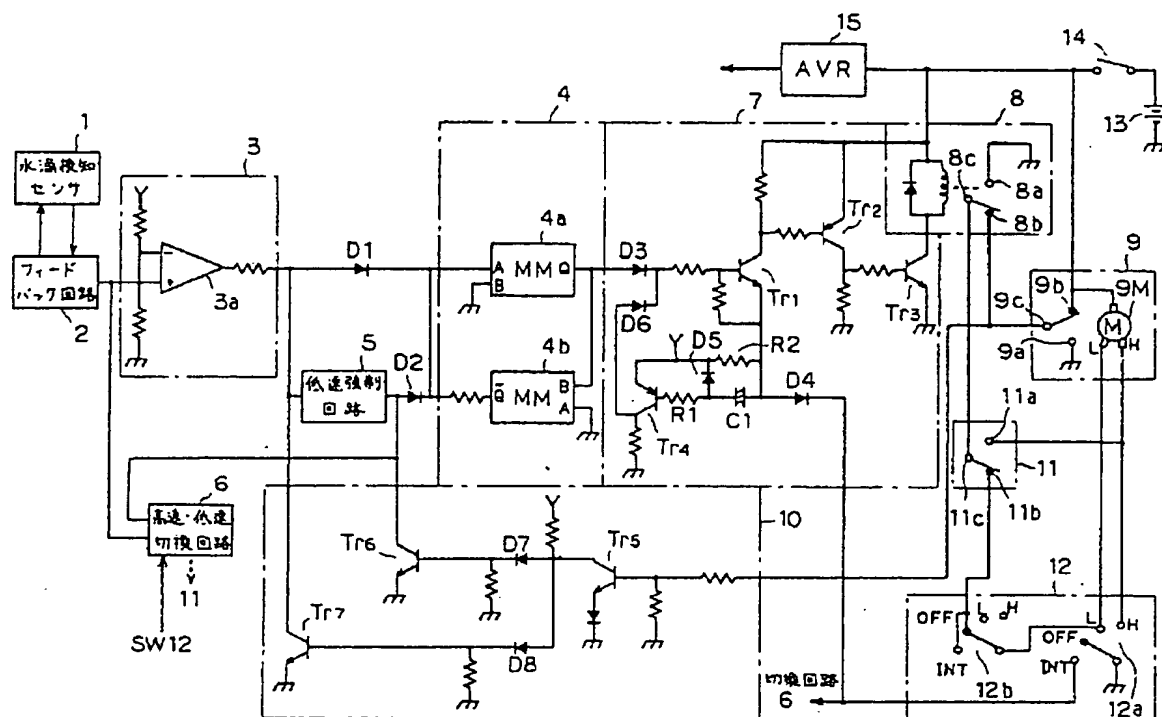 15
AVR
14
13
1
水滴検知
センサ
3
4
7
8
8c
8a
8b
3a
フィード
バック回路
2
D1
4a
A
B
MM
Q
D3
D6
Tr1
Tr2
Tr3
9
9b
9M
9c
M
9a
L
H
5
低速強制
回路
D2
4b
Q̅
MM
B
A
D5
R2
R1
C1
D4
Tr4
11a
11
11c
11b
6
高速・低速
切換回路
11
SW12
10
Tr6
D7
Tr5
Tr7
D8
12
OFF
L
H
INT
12b
L
H
OFF
INT
12a
切換回路
6